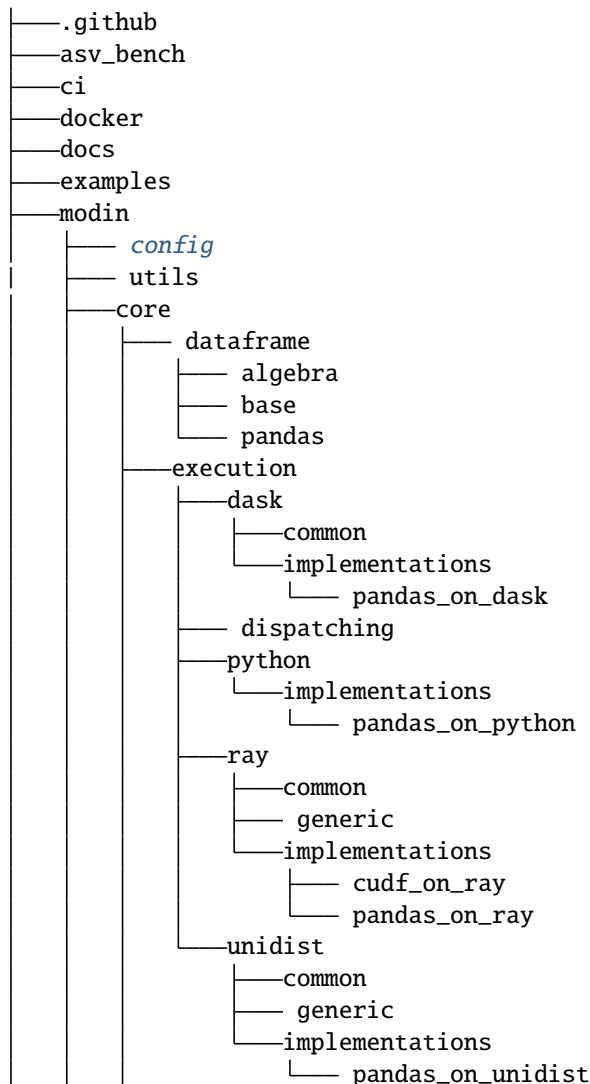 ├───.github
├───asv_bench
├───ci
├───docker
├───docs
├───examples
├───modin
│   ├─── config
|   ├─── utils
│   ├───core
│   │   ├─── dataframe
│   │   │   ├─── algebra
│   │   │   ├─── base
│   │   │   └─── pandas
│   │   ├───execution
│   │   │   ├───dask
│   │   │   │   ├───common
│   │   │   │   └───implementations
│   │   │   │       └─── pandas_on_dask
│   │   │   ├─── dispatching
│   │   │   ├───python
│   │   │   │   └───implementations
│   │   │   │       └─── pandas_on_python
│   │   │   ├───ray
│   │   │   │   ├───common
│   │   │   │   ├─── generic
│   │   │   │   └───implementations
│   │   │   │       ├─── cudf_on_ray
│   │   │   │       └─── pandas_on_ray
│   │   │   └───unidist
│   │   │       ├───common
│   │   │       ├─── generic
│   │   │       └───implementations
│   │   │           └─── pandas_on_unidist